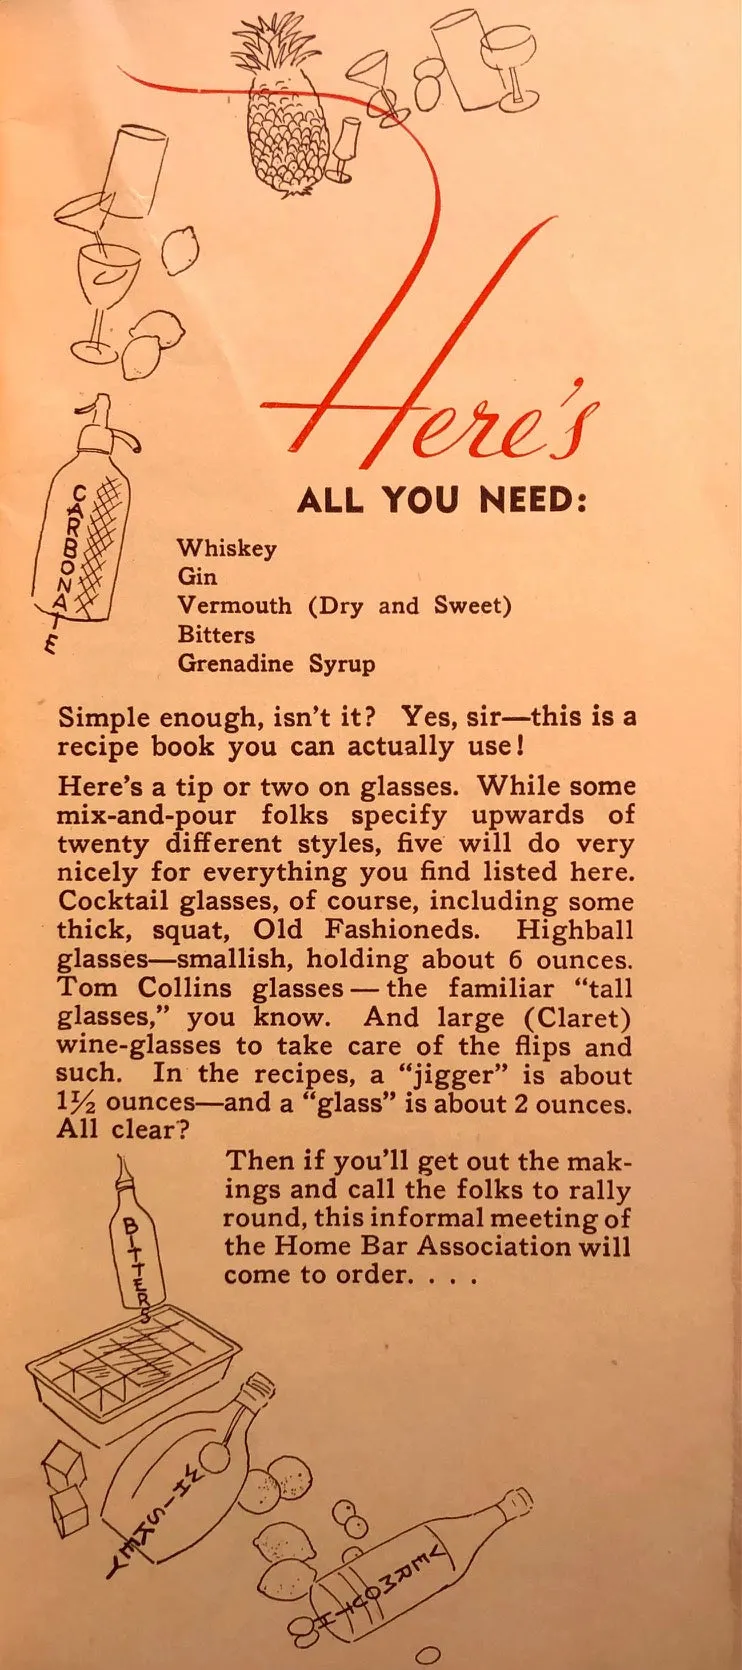 Here's
ALL YOU NEED:
CARBONATE
Whiskey
Gin
Vermouth (Dry and Sweet)
Bitters
Grenadine Syrup
Simple enough, isn't it? Yes, sir—this is a
recipe book you can actually use!
Here's a tip or two on glasses. While some
mix-and-pour folks specify upwards of
twenty different styles, five will do very
nicely for everything you find listed here.
Cocktail glasses, of course, including some
thick, squat, Old Fashioneds. Highball
glasses—smallish, holding about 6 ounces.
Tom Collins glasses—the familiar "tall
glasses," you know. And large (Claret)
wine-glasses to take care of the flips and
such. In the recipes, a "jigger" is about
1½ ounces—and a "glass" is about 2 ounces.
All clear?
Then if you'll get out the mak-
ings and call the folks to rally
round, this informal meeting of
the Home Bar Association will
come to order. . . .
BITTERS
WHISKEY
VERMOUTH